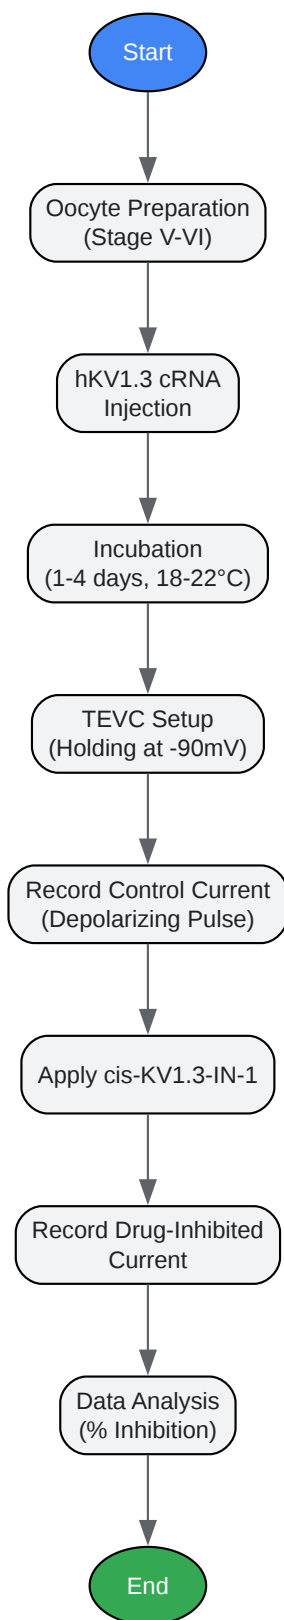 Start
Oocyte Preparation
(Stage V-VI)
hKV1.3 cRNA
Injection
Incubation
(1-4 days, 18-22°C)
TEVC Setup
(Holding at -90mV)
Record Control Current
(Depolarizing Pulse)
Apply cis-KV1.3-IN-1
Record Drug-Inhibited
Current
Data Analysis
(% Inhibition)
End